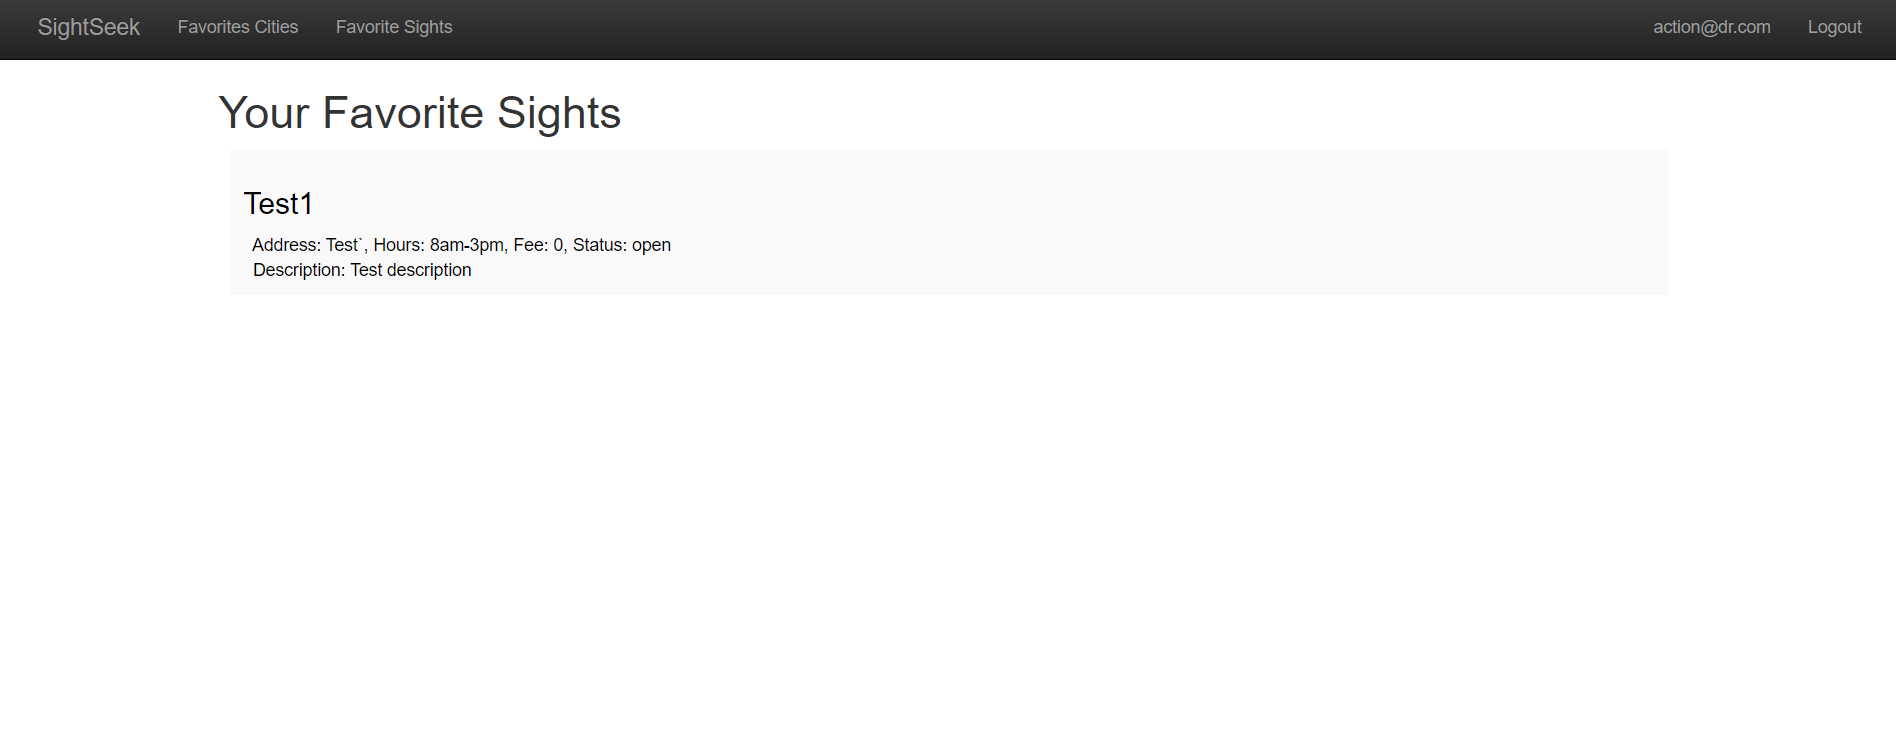 SightSeek Favorites Cities Favorite Sights action@dr.com Logout
Your Favorite Sights
Test1
Address: Test`, Hours: 8am-3pm, Fee: 0, Status: open
Description: Test description